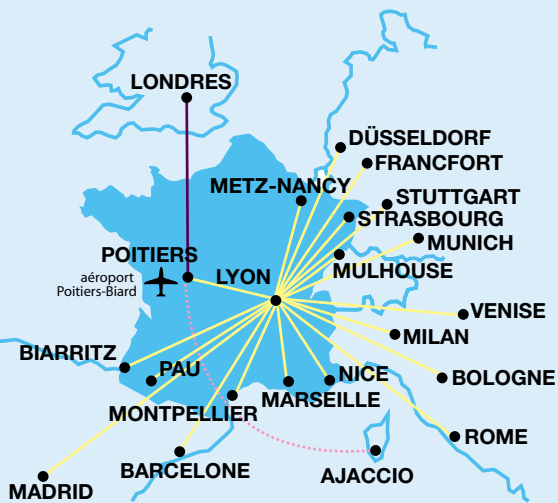 LONDRES
DÜSSELDORF
FRANCFORT
METZ-NANCY
STUTTGART
STRASBOURG
MUNICH
POITIERS
LYON
MULHOUSE
aéroport
Poitiers-Biard
VENISE
MILAN
BIARRITZ
PAU
NICE
BOLOGNE
MONTPELLIER
MARSEILLE
ROME
BARCELONE
AJACCIO
MADRID